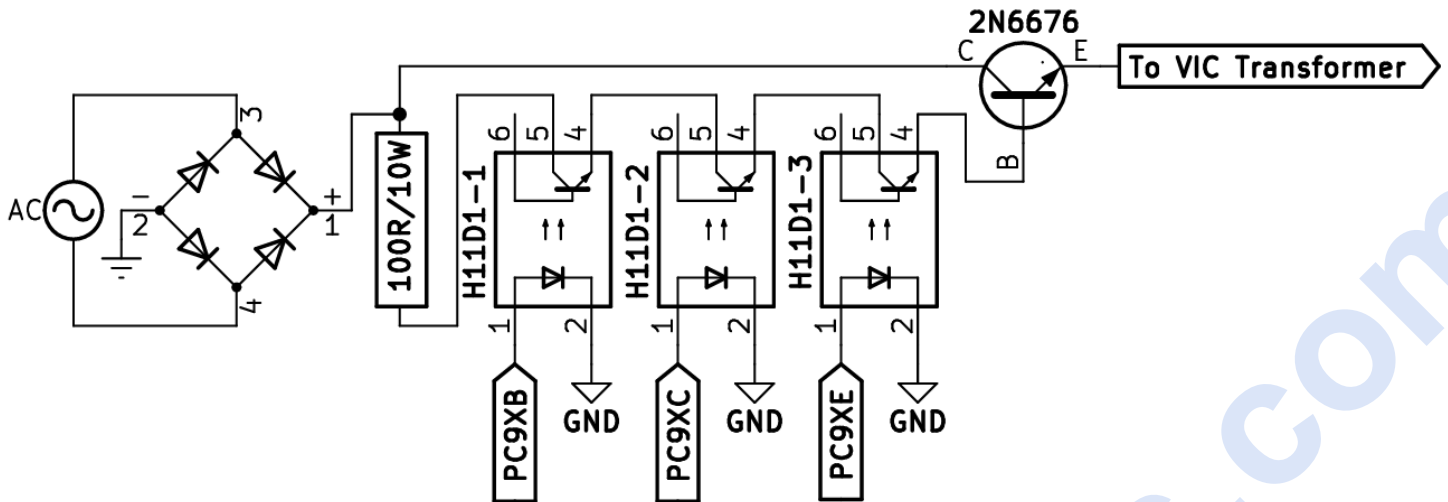 2N6676
C
E
To VIC Transformer
B
AC
3
-
2
+
1
4
100R/10W
H11D1-1
6
5
4
1
2
PC9XB
GND
H11D1-2
6
5
4
1
2
PC9XC
GND
H11D1-3
6
5
4
1
2
PC9XE
GND
.com